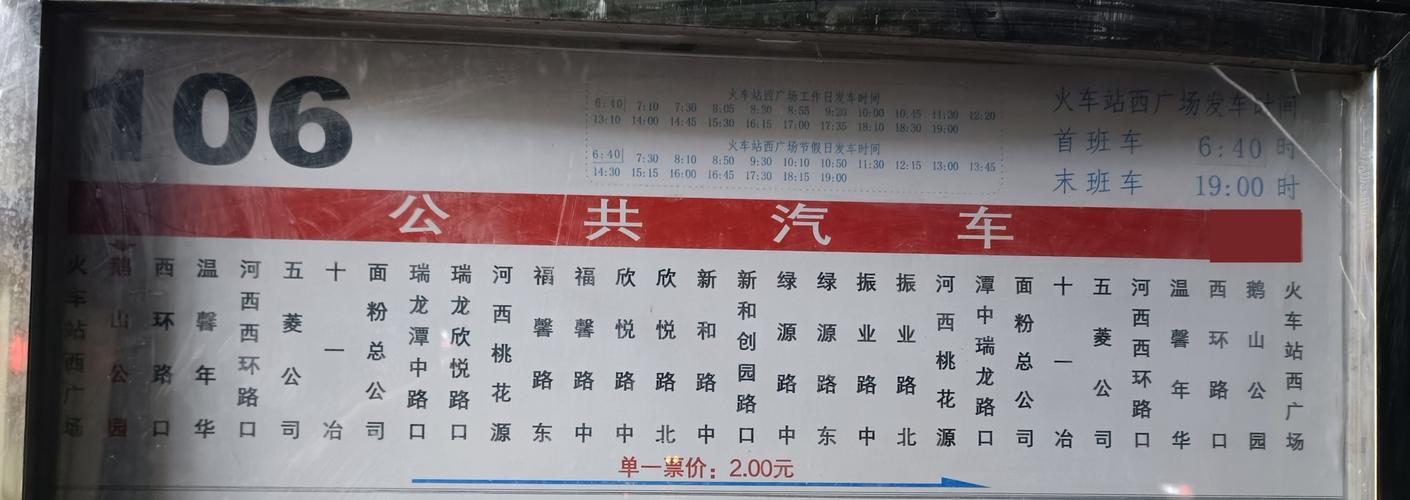 106
火车站西广场工作日发车时间
6:40 7:10 7:30 8:05 8:30 8:55 9:20 10:00 10:45 11:30 12:20
13:10 14:00 14:45 15:30 16:15 17:00 17:35 18:10 18:30 19:00
火车站西广场节假日发车时间
6:40 7:30 8:10 8:50 9:30 10:10 10:50 11:30 12:15 13:00 13:45
14:30 15:15 16:00 16:45 17:30 18:15 19:00
火车站西广场发车时间
首班车 6:40时
末班车 19:00时
公共汽车
火车站西广场
鹅山公园
西环路口
温馨年华
河西西环路口
五菱公司
十一冶
面粉总公司
瑞龙潭中路口
瑞龙欣悦路口
河西桃花源
福馨路东
福馨路中
欣悦路中
欣悦路北
新和路中
新和创园路口
绿源路中
绿源路东
振业路中
振业路北
河西桃花源
潭中瑞龙路口
面粉总公司
十一冶
五菱公司
河西西环路口
温馨年华
西环路口
鹅山公园
火车站西广场
单一票价：2.00元